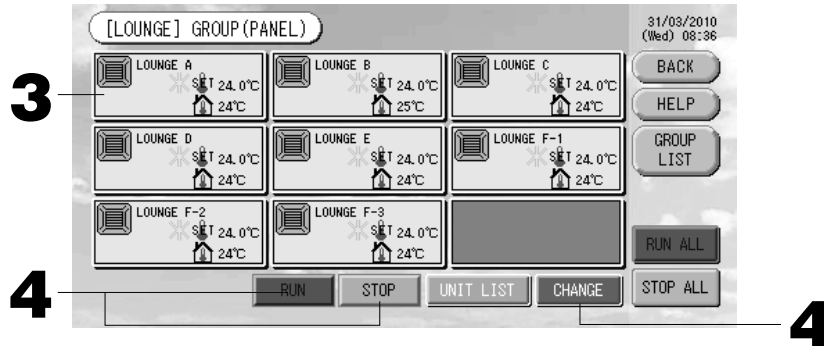 [LOUNGE] GROUP(PANEL)
31/03/2010
(Wed) 08:36
3
LOUNGE A
SET 24.0°C
24°C
LOUNGE B
SET 24.0°C
25°C
LOUNGE C
SET 24.0°C
24°C
BACK
HELP
LOUNGE D
SET 24.0°C
24°C
LOUNGE E
SET 24.0°C
24°C
LOUNGE F-1
SET 24.0°C
24°C
GROUP
LIST
LOUNGE F-2
SET 24.0°C
24°C
LOUNGE F-3
SET 24.0°C
24°C
RUN ALL
4
RUN
STOP
UNIT LIST
CHANGE
STOP ALL
4